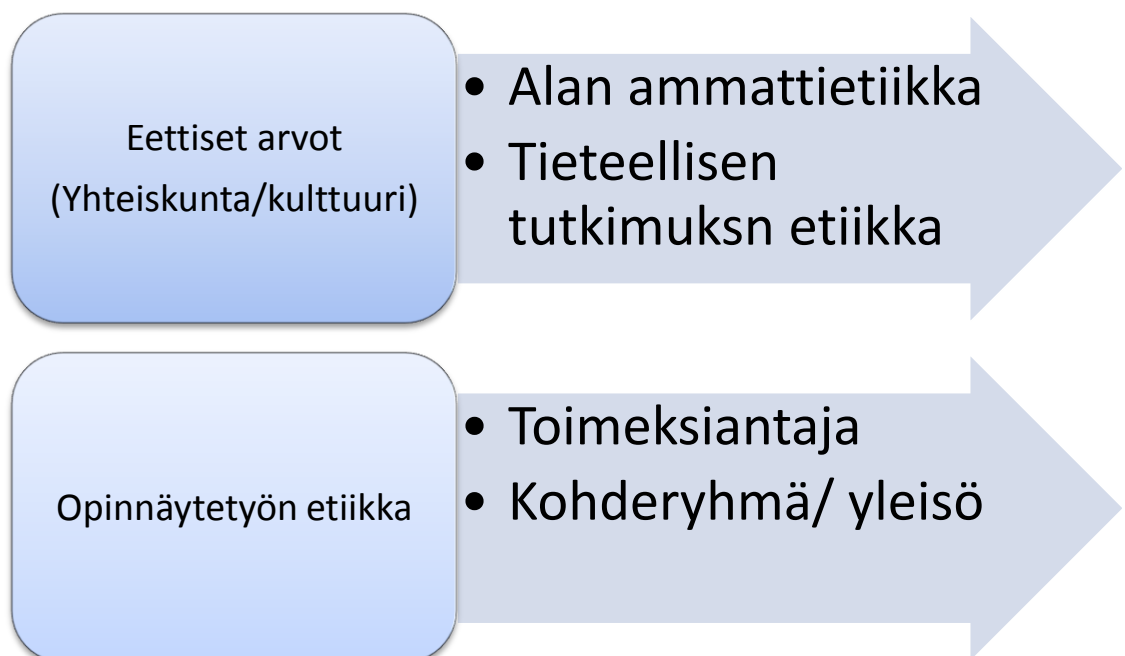 Eettiset arvot
(Yhteiskunta/kulttuuri)
• Alan ammattietiikka
• Tieteellisen
tutkimuksn etiikka
Opinnäytetyön etiikka
• Toimeksiantaja
• Kohderyhmä/ yleisö